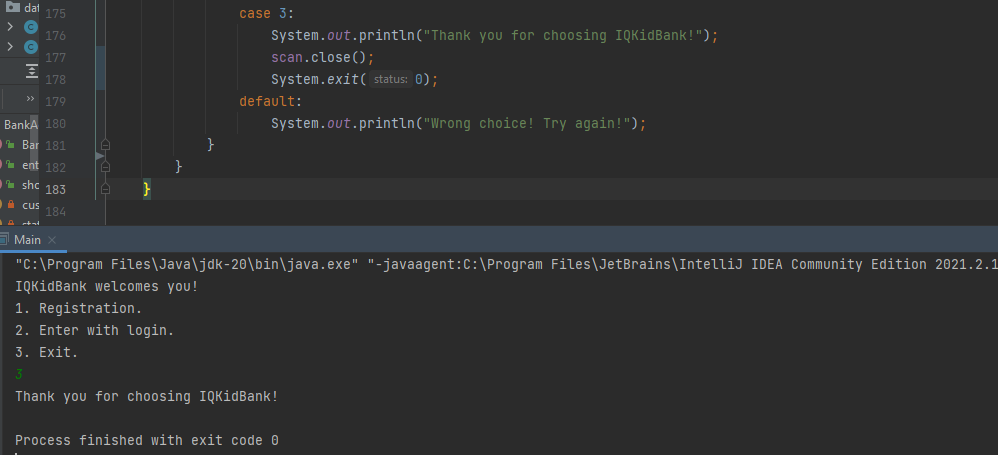 dat
175 case 3:
176 System.out.println("Thank you for choosing IQKidBank!");
177 scan.close();
178 System.exit( status: 0);
179 default:
180 System.out.println("Wrong choice! Try again!");
181 }
182 }
183 }
184
BankA
Ban
ent
sho
cus
Main
"C:\Program Files\Java\jdk-20\bin\java.exe" "-javaagent:C:\Program Files\JetBrains\IntelliJ IDEA Community Edition 2021.2.1
IQKidBank welcomes you!
1. Registration.
2. Enter with login.
3. Exit.
3
Thank you for choosing IQKidBank!
Process finished with exit code 0